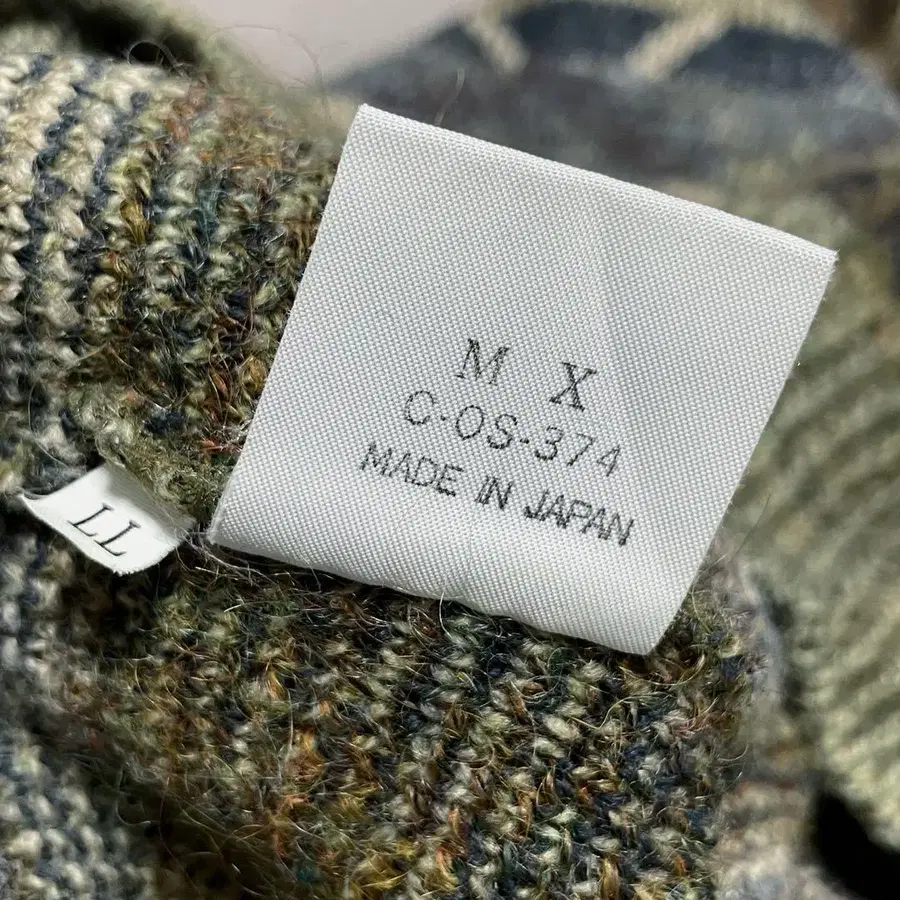 M X
C-OS-374
MADE IN JAPAN
LL